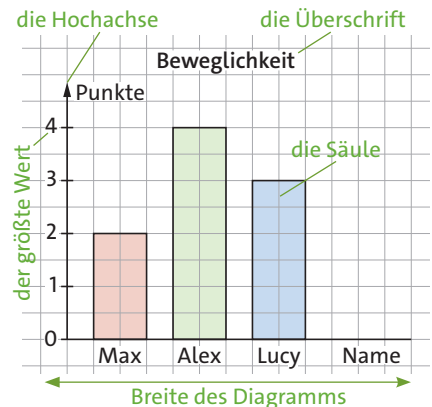 die Hochachse
die Überschrift
Beweglichkeit
Punkte
4
3
2
1
0
der größte Wert
die Säule
Max
Alex
Lucy
Name
Breite des Diagramms